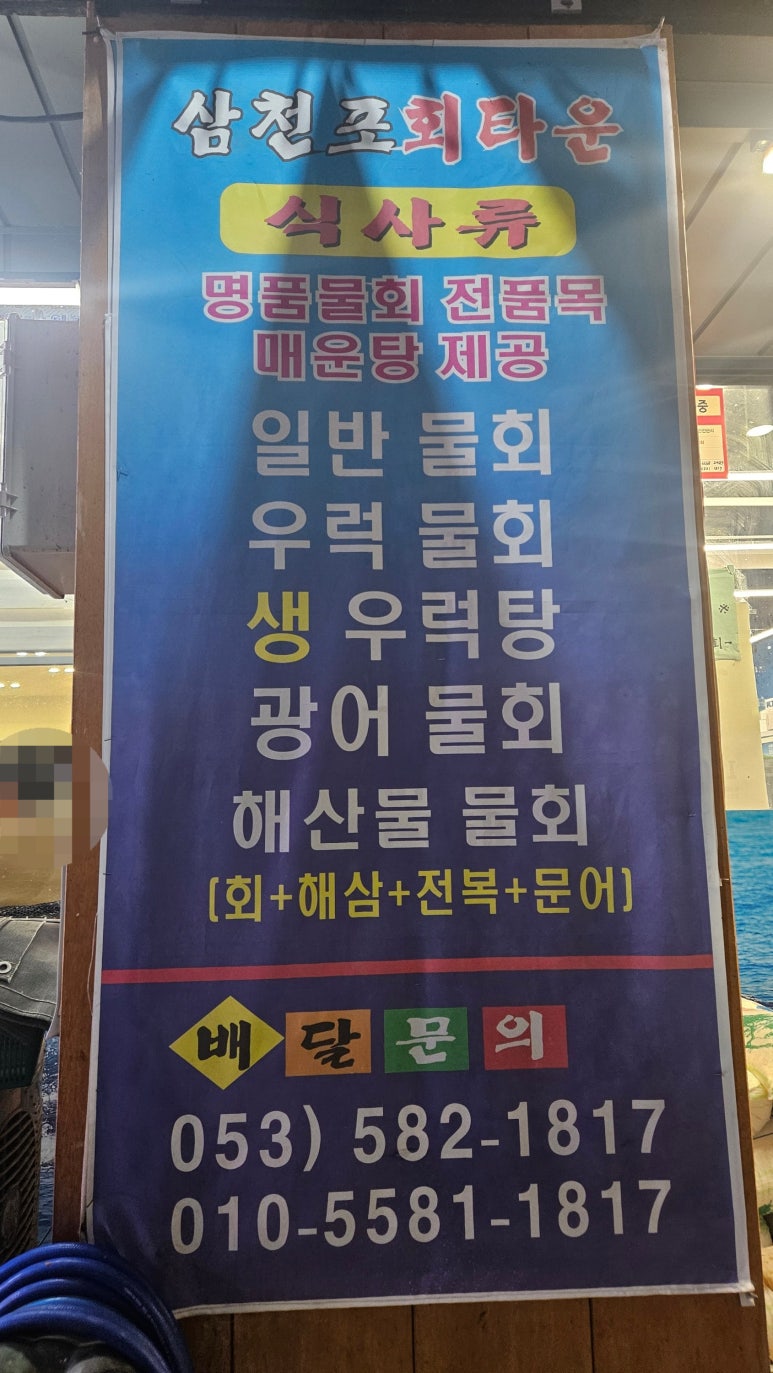 삼천포회타운
식사류
명품물회 전품목
매운탕 제공
일반 물회
우럭 물회
생 우럭탕
광어 물회
해산물 물회
(회+해삼+전복+문어)
배달문의
053) 582-1817
010-5581-1817
중